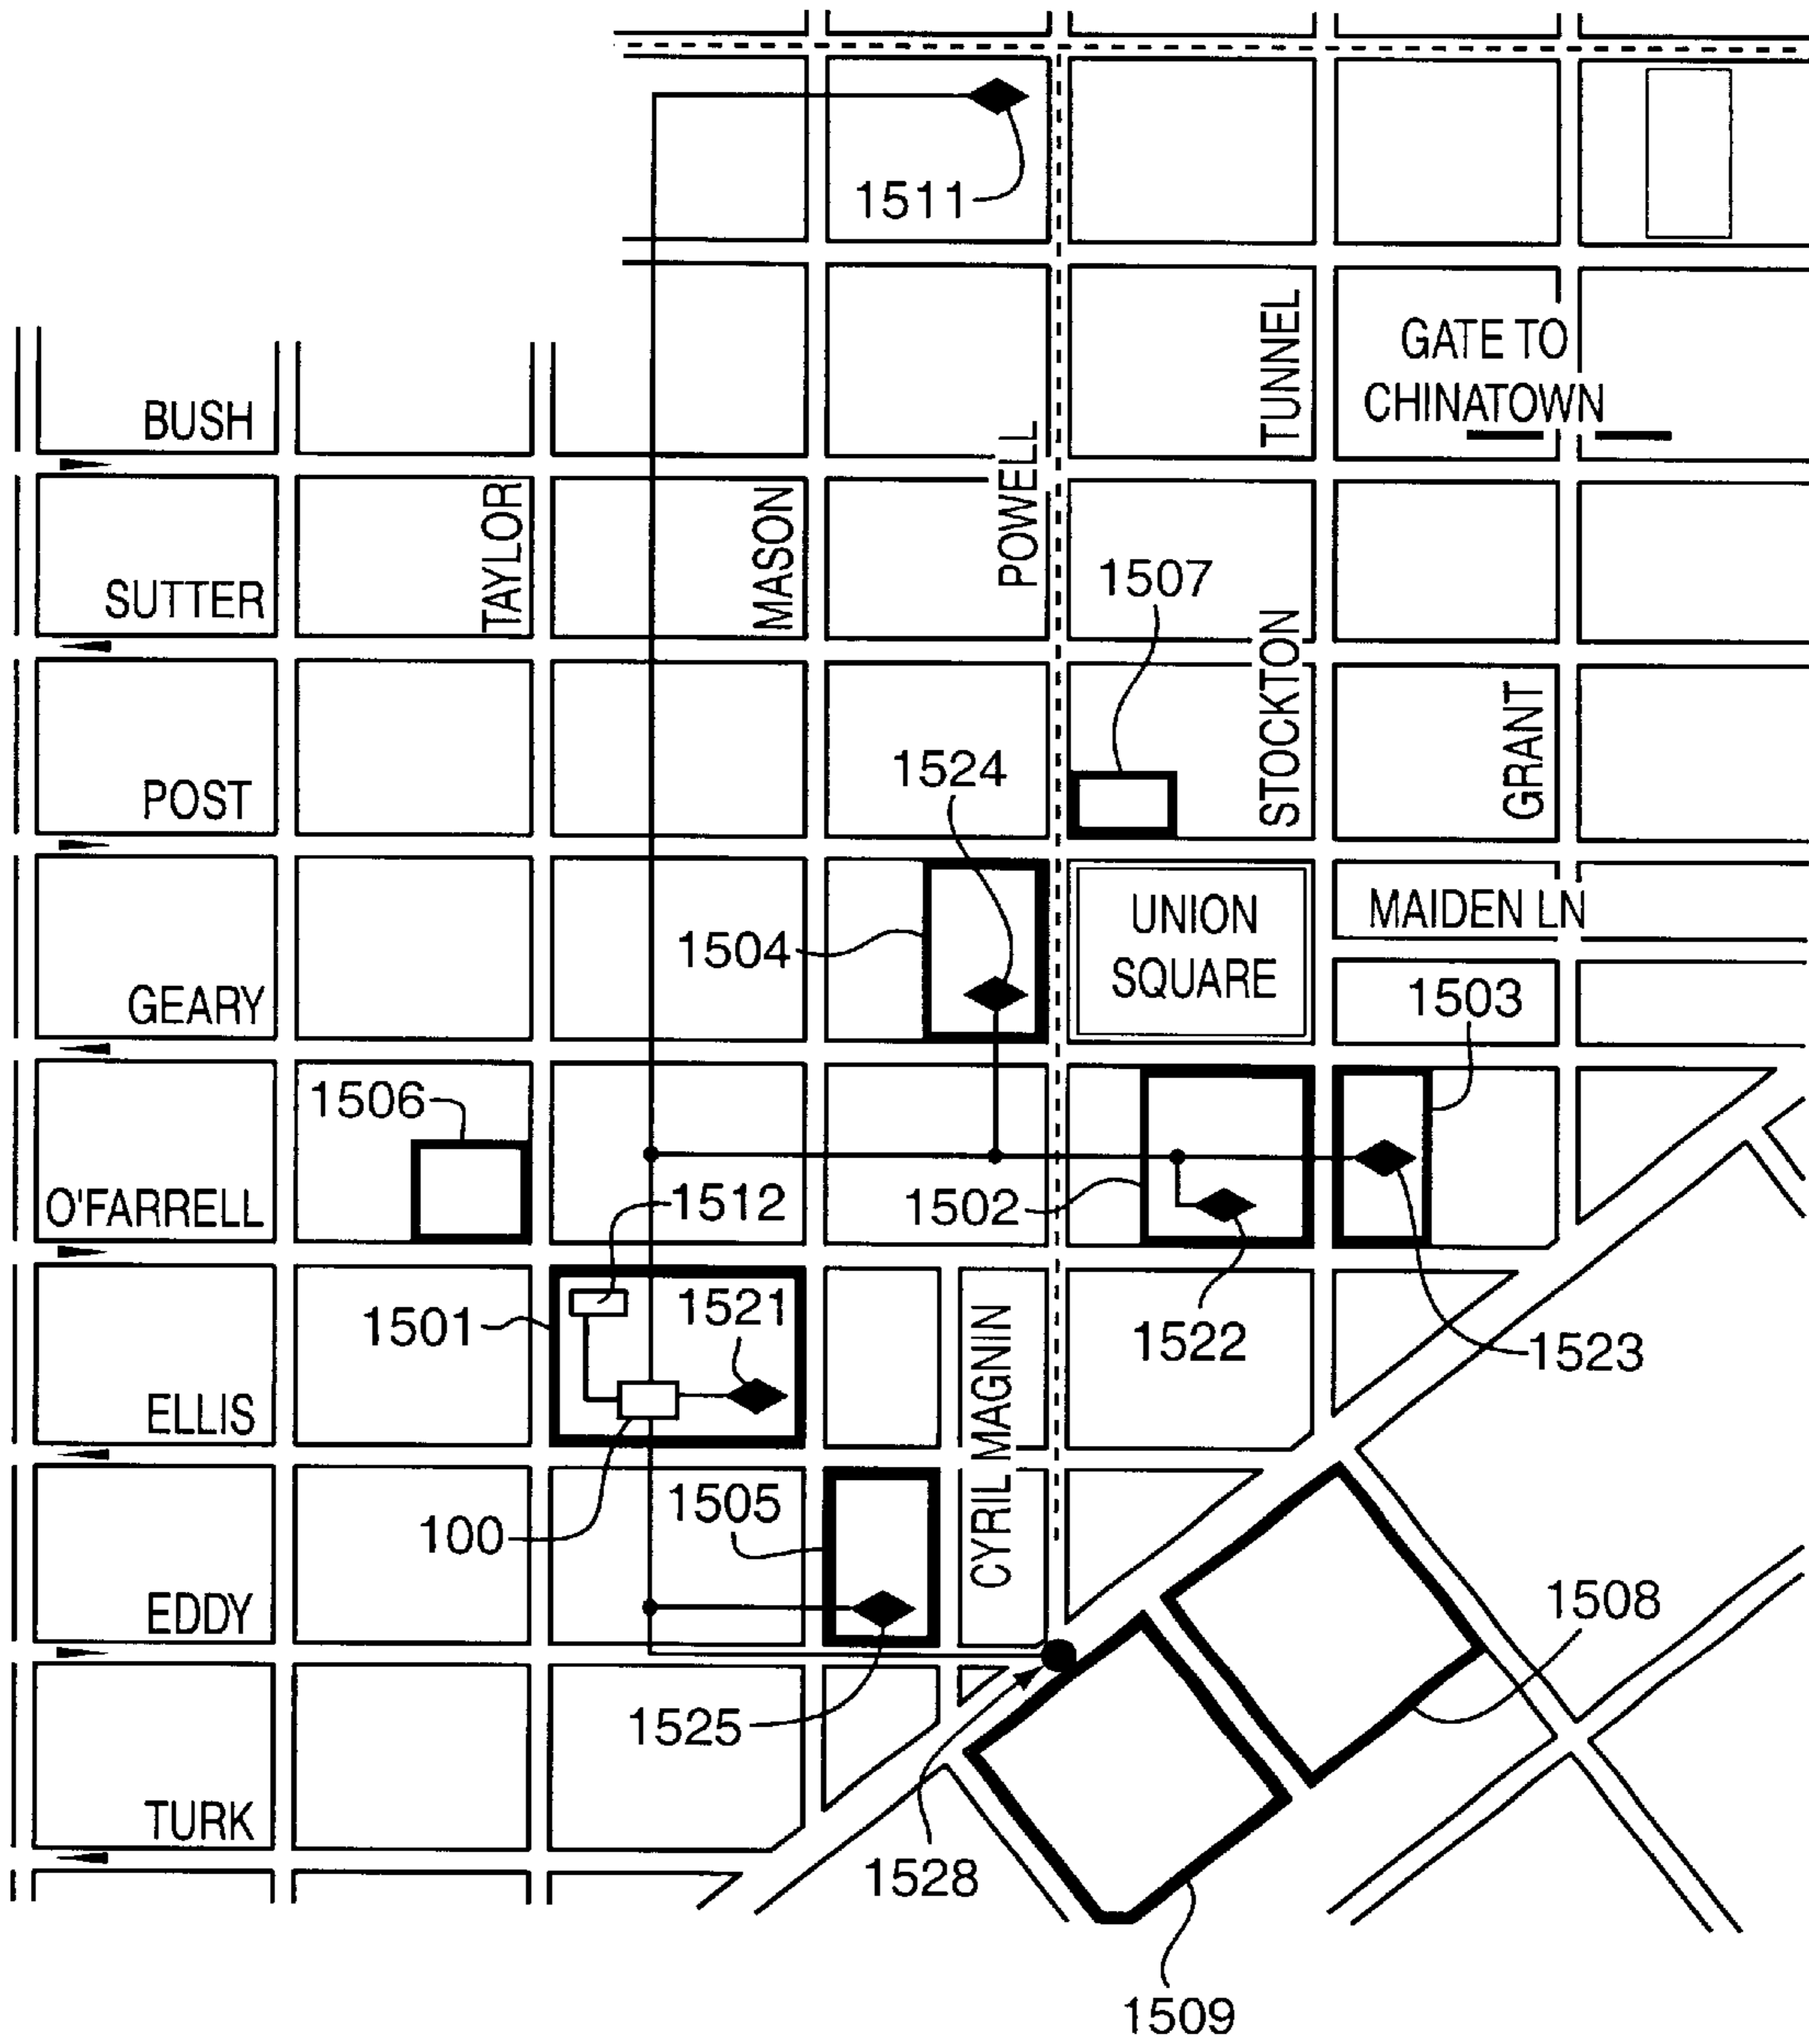 1511
GATE TO
CHINATOWN
TUNNEL
BUSH
POWELL
TAYLOR
MASON
SUTTER
1507
STOCKTON
GRANT
POST
1524
UNION
SQUARE
MAIDEN LN
1504
GEARY
1503
1506
O'FARRELL
1512
1502
1501
1521
1522
1523
CYRIL MAGNIN
ELLIS
100
1505
EDDY
1508
1525
TURK
1528
1509